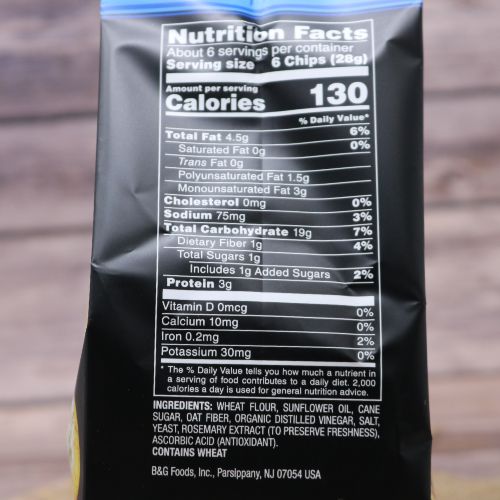 Nutrition Facts
About 6 servings per container
Serving size 6 Chips (28g)
Amount per serving
Calories 130
% Daily Value*
Total Fat 4.5g 6%
Saturated Fat 0g 0%
Trans Fat 0g
Polyunsaturated Fat 1.5g
Monounsaturated Fat 3g
Cholesterol 0mg 0%
Sodium 75mg 3%
Total Carbohydrate 19g 7%
Dietary Fiber 1g 4%
Total Sugars 1g
Includes 1g Added Sugars 2%
Protein 3g
Vitamin D 0mcg 0%
Calcium 10mg 0%
Iron 0.2mg 2%
Potassium 30mg 0%
* The % Daily Value tells you how much a nutrient in
a serving of food contributes to a daily diet. 2,000
calories a day is used for general nutrition advice.
INGREDIENTS: WHEAT FLOUR, SUNFLOWER OIL, CANE
SUGAR, OAT FIBER, ORGANIC DISTILLED VINEGAR, SALT,
YEAST, ROSEMARY EXTRACT (TO PRESERVE FRESHNESS),
ASCORBIC ACID (ANTIOXIDANT).
CONTAINS WHEAT
B&G Foods, Inc., Parsippany, NJ 07054 USA